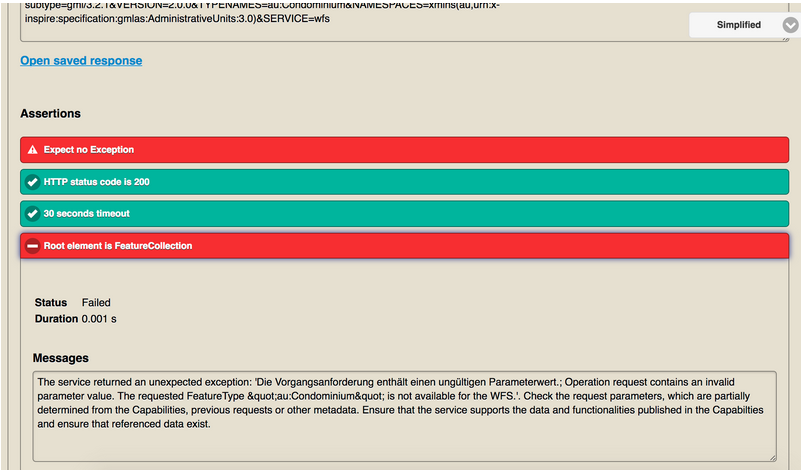 subtype=gml/3.2.1&VERSION=2.0.0&TYPENAMES=au:Condominium&NAMESPACES=xmlns(au,urn:x-
inspire:specification:gmlas:AdministrativeUnits:3.0)&SERVICE=wfs
Simplified
Open saved response
Assertions
Expect no Exception
HTTP status code is 200
30 seconds timeout
Root element is FeatureCollection
Status Failed
Duration 0.001 s
Messages
The service returned an unexpected exception: 'Die Vorgangsanforderung enthält einen ungültigen Parameterwert.; Operation request contains an invalid
parameter value. The requested FeatureType &quot;au:Condominium&quot; is not available for the WFS.'. Check the request parameters, which are partially
determined from the Capabilities, previous requests or other metadata. Ensure that the service supports the data and functionalities published in the Capabilties
and ensure that referenced data exist.